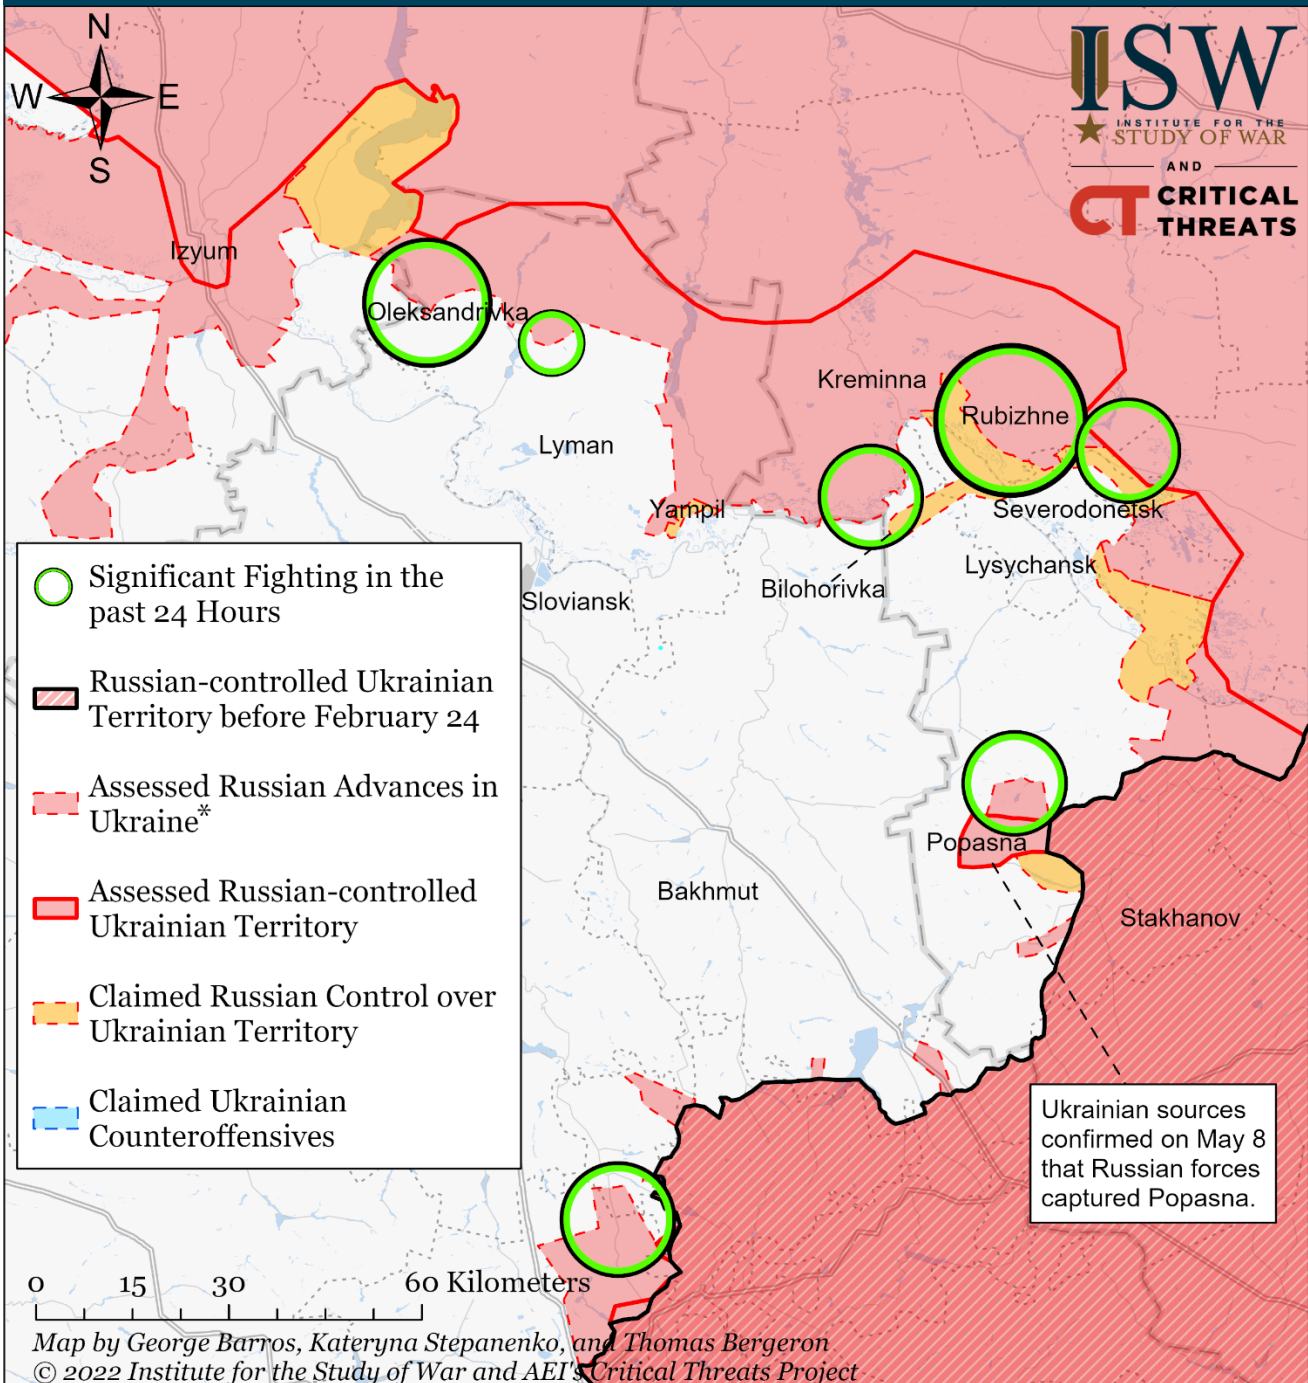 N
W E
S
ISW
INSTITUTE FOR THE
STUDY OF WAR
AND
CT CRITICAL
THREATS
Izyum
Oleksandrivka
Kreminna
Rubizhne
Lyman
Yampil
Severodonetsk
Lysychansk
Bilohorivka
Sloviansk
Popasna
Bakhmut
Stakhanov
Significant Fighting in the
past 24 Hours
Russian-controlled Ukrainian
Territory before February 24
Assessed Russian Advances in
Ukraine*
Assessed Russian-controlled
Ukrainian Territory
Claimed Russian Control over
Ukrainian Territory
Claimed Ukrainian
Counteroffensives
Ukrainian sources
confirmed on May 8
that Russian forces
captured Popasna.
0 15 30 60 Kilometers
Map by George Barros, Kateryna Stepanenko, and Thomas Bergeron
© 2022 Institute for the Study of War and AEI's Critical Threats Project